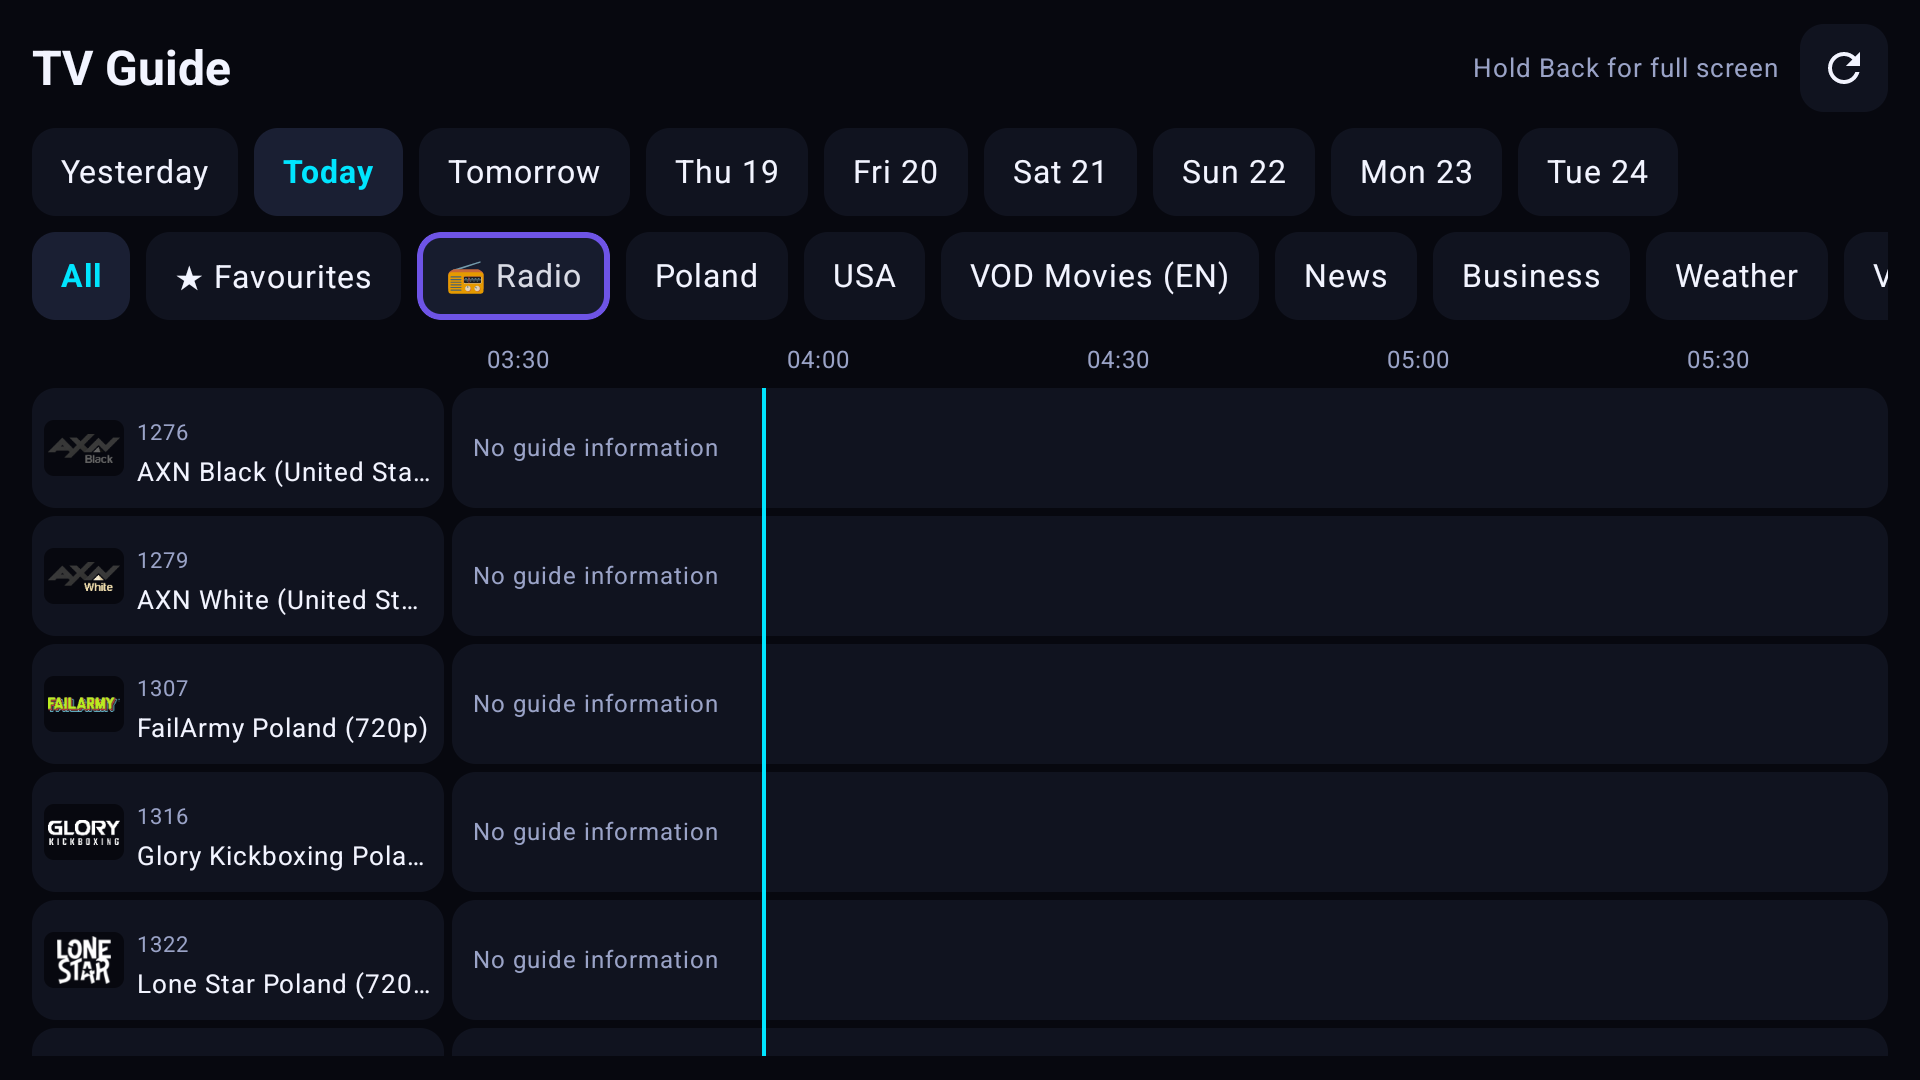 TV Guide
Hold Back for full screen
Yesterday Today Tomorrow Thu 19 Fri 20 Sat 21 Sun 22 Mon 23 Tue 24
All ★ Favourites 📻 Radio Poland USA VOD Movies (EN) News Business Weather V
03:30 04:00 04:30 05:00 05:30
AXN Black
1276
AXN Black (United Sta…
No guide information
AXN White
1279
AXN White (United St…
No guide information
FAILARMY
1307
FailArmy Poland (720p)
No guide information
GLORY
KICKBOXING
1316
Glory Kickboxing Pola…
No guide information
LONE
STAR
1322
Lone Star Poland (720…
No guide information